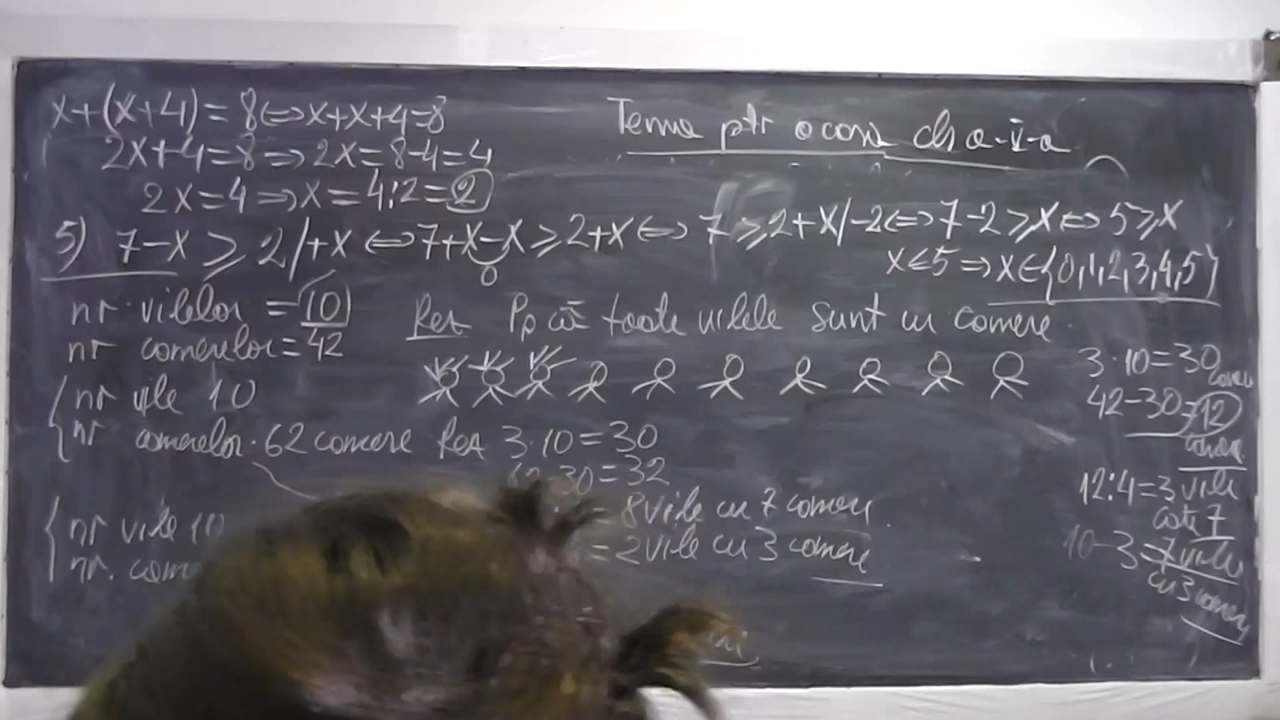 x+(x+4)=8⇔x+x+4=8
2x+4=8⇒2x=8-4=4
2x=4⇒x=4:2=2
Tema ptr acasă cls a-V-a
5) 7-x⩾2/+x⇔7+x-x⩾2+x⇔7⩾2+x/-2⇔7-2⩾x⇔5⩾x
0
x≤5⇒x∈{0,1,2,3,4,5}
nr vilelor=10
nr camerelor=42
Rez Pp că toate vilele sunt cu camere
nr vile 10
nr camerelor 62 camere Rez 3·10=30
-30=32
=8 vile cu 7 camere
=2 vile cu 3 camere
nr vile 10
nr. came
3·10=30
42-30=12
camere
12:4=3 vile
cate 7
10-3=7 vile
cu 3 camere